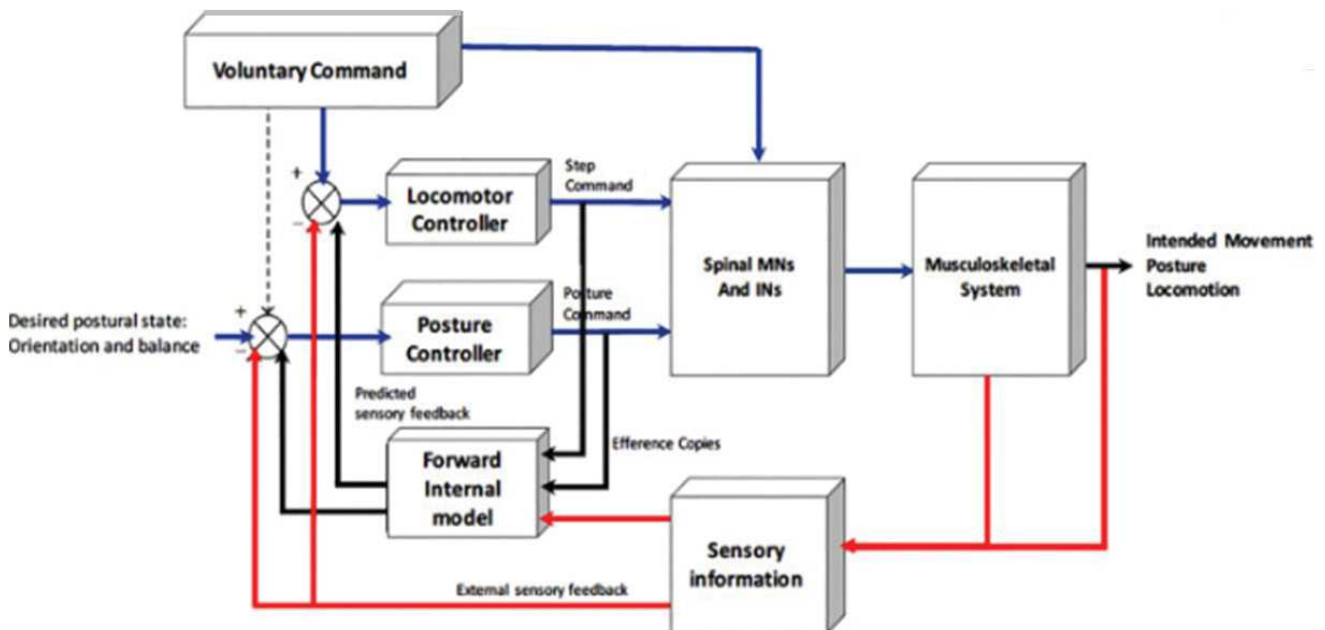 Voluntary Command
+
Step
Command
Locomotor
Controller
−
Spinal MNs
And INs
Musculoskeletal
System
Intended Movement
Posture
Locomotion
Desired postural state:
Orientation and balance
+
−
Posture
Controller
Posture
Command
Predicted
sensory feedback
Forward
Internal
model
Efference Copies
Sensory
information
External sensory feedback